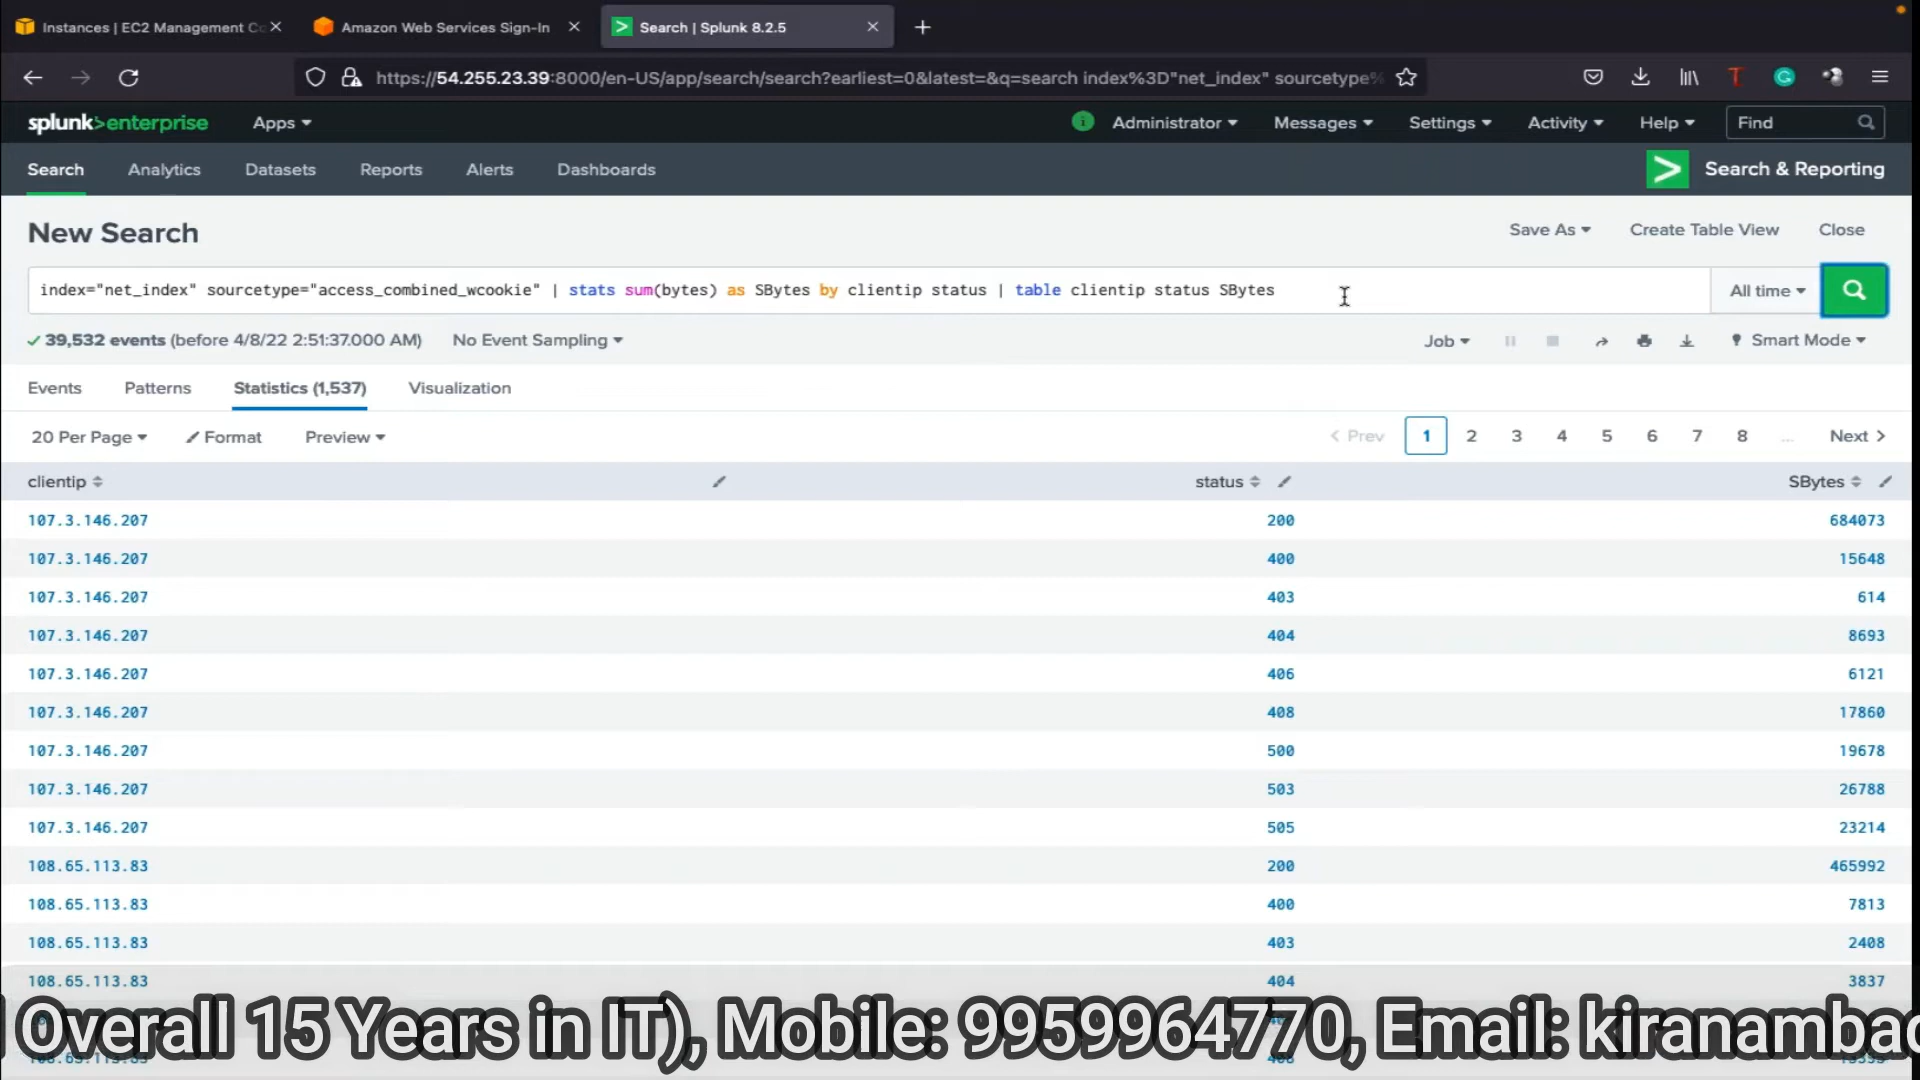 Instances | EC2 Management Co
Amazon Web Services Sign-In
Search | Splunk 8.2.5
https://54.255.23.39:8000/en-US/app/search/search?earliest=0&latest=&q=search index%3D"net_index" sourcetype%
splunk>enterprise
Apps
i
Administrator
Messages
Settings
Activity
Help
Find
Search
Analytics
Datasets
Reports
Alerts
Dashboards
Search & Reporting
New Search
Save As
Create Table View
Close
index="net_index" sourcetype="access_combined_wcookie" | stats sum(bytes) as SBytes by clientip status | table clientip status SBytes
All time
39,532 events (before 4/8/22 2:51:37.000 AM)
No Event Sampling
Job
Smart Mode
Events
Patterns
Statistics (1,537)
Visualization
20 Per Page
Format
Preview
< Prev 1 2 3 4 5 6 7 8 ... Next >
clientip status SBytes
107.3.146.207 200 684073
107.3.146.207 400 15648
107.3.146.207 403 614
107.3.146.207 404 8693
107.3.146.207 406 6121
107.3.146.207 408 17860
107.3.146.207 500 19678
107.3.146.207 503 26788
107.3.146.207 505 23214
108.65.113.83 200 465992
108.65.113.83 400 7813
108.65.113.83 403 2408
108.65.113.83 404 3837
Overall 15 Years in IT), Mobile: 9959964770, Email: kiranambac